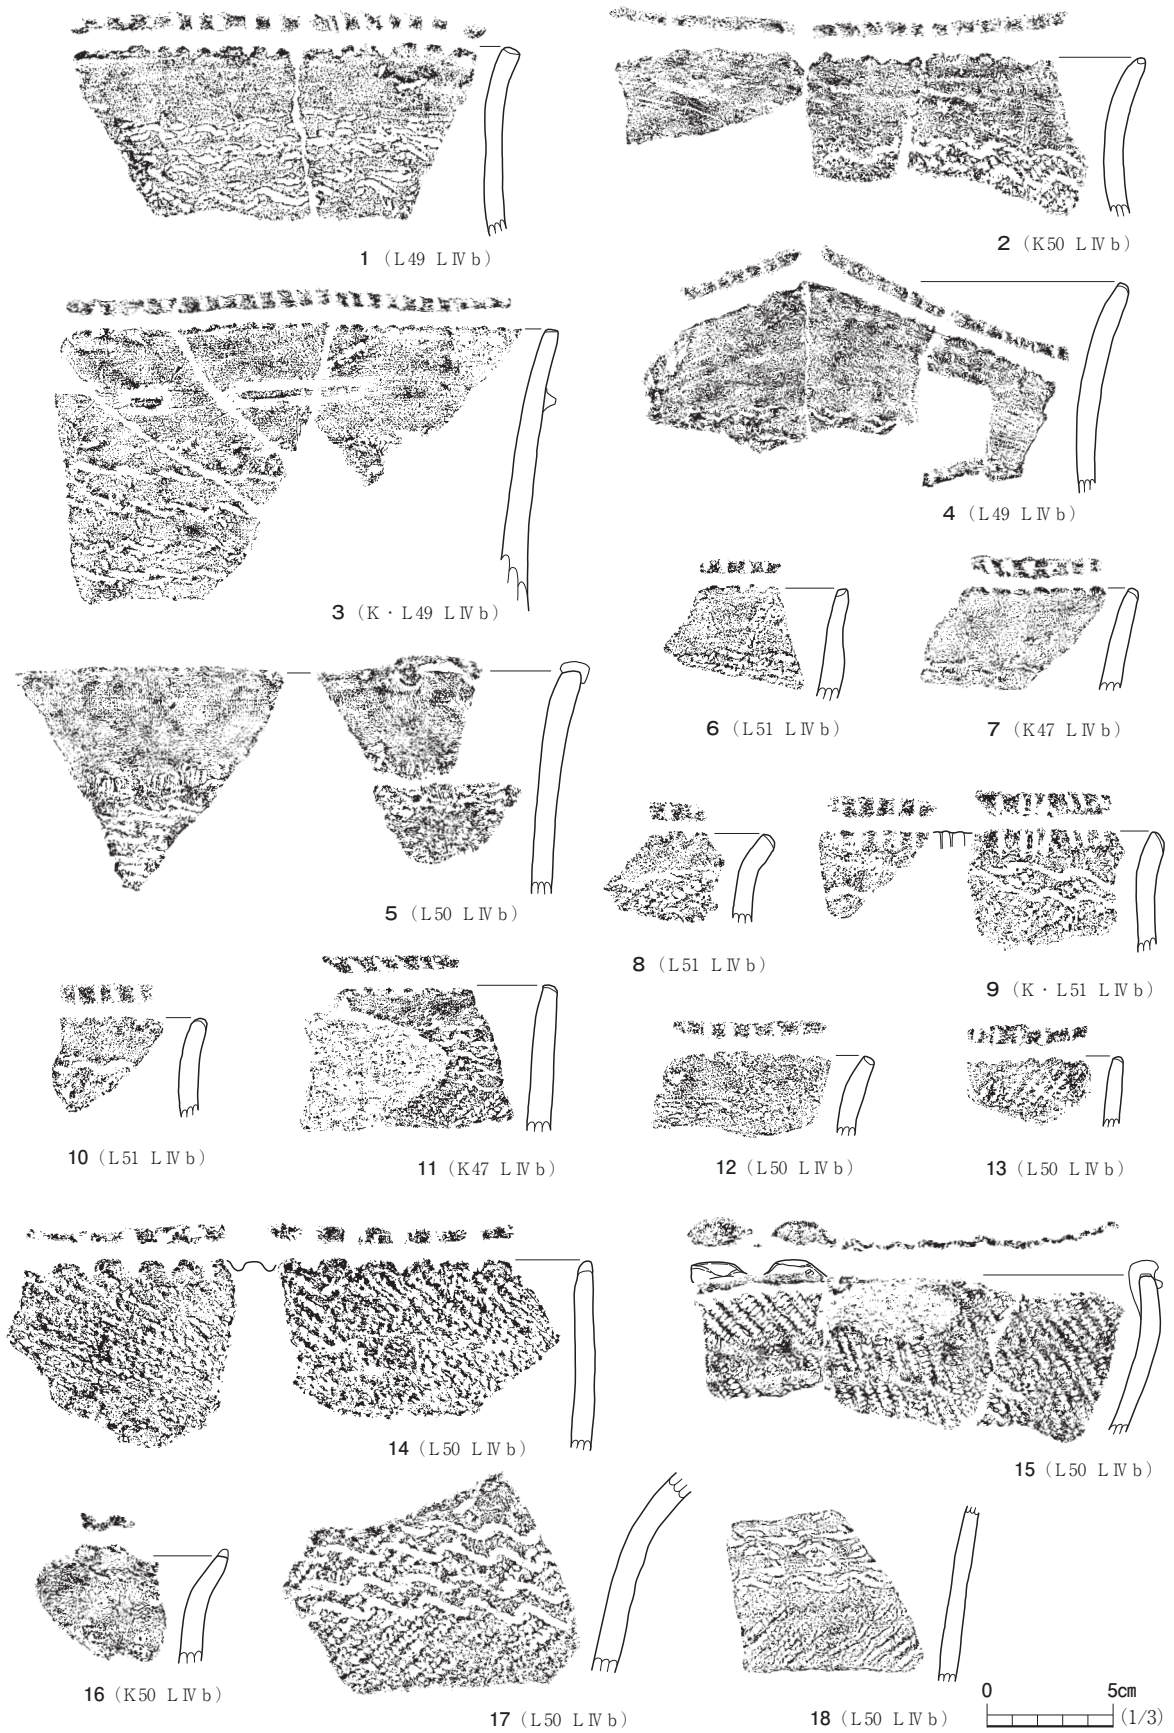 1 (L49 LⅣb)
2 (K50 LⅣb)
3 (K・L49 LⅣb)
4 (L49 LⅣb)
5 (L50 LⅣb)
6 (L51 LⅣb)
7 (K47 LⅣb)
8 (L51 LⅣb)
9 (K・L51 LⅣb)
10 (L51 LⅣb)
11 (K47 LⅣb)
12 (L50 LⅣb)
13 (L50 LⅣb)
14 (L50 LⅣb)
15 (L50 LⅣb)
16 (K50 LⅣb)
17 (L50 LⅣb)
18 (L50 LⅣb)
0 5cm
(1/3)